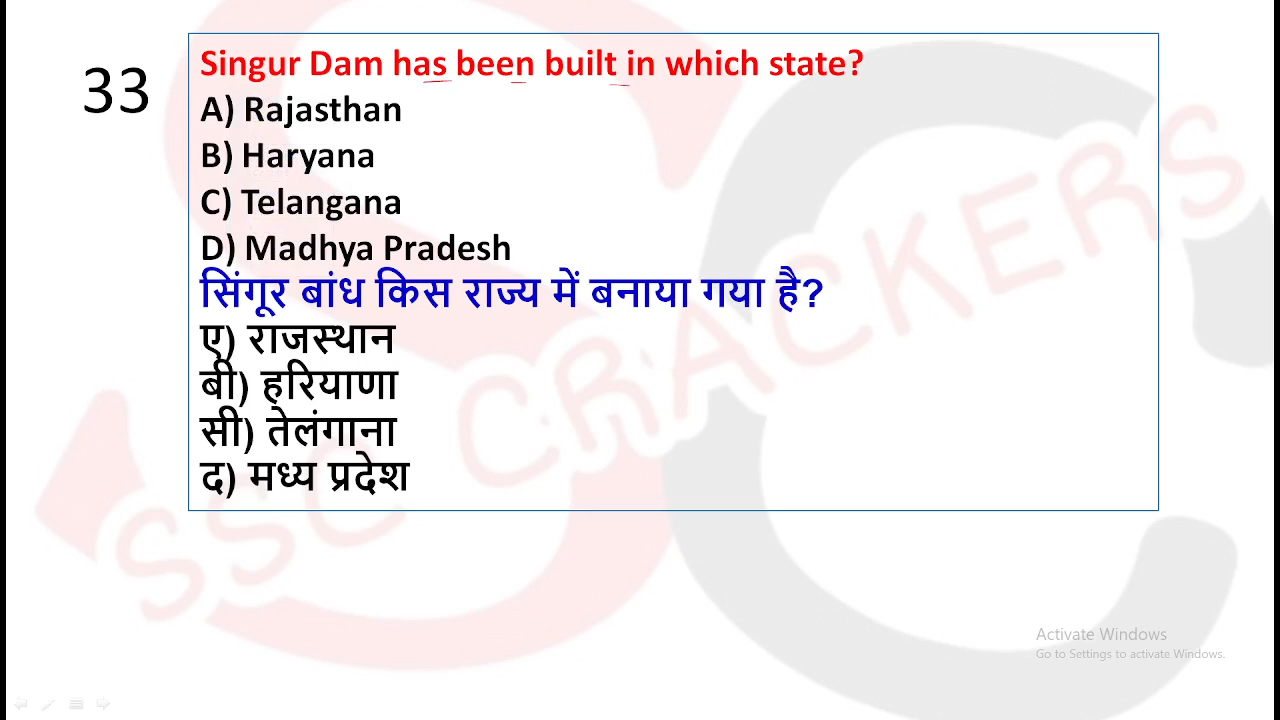 33
Singur Dam has been built in which state?
A) Rajasthan
B) Haryana
C) Telangana
D) Madhya Pradesh
सिंगूर बांध किस राज्य में बनाया गया है?
ए) राजस्थान
बी) हरियाणा
सी) तेलंगाना
द) मध्य प्रदेश
SSC CRACKERS
Activate Windows
Go to Settings to activate Windows.